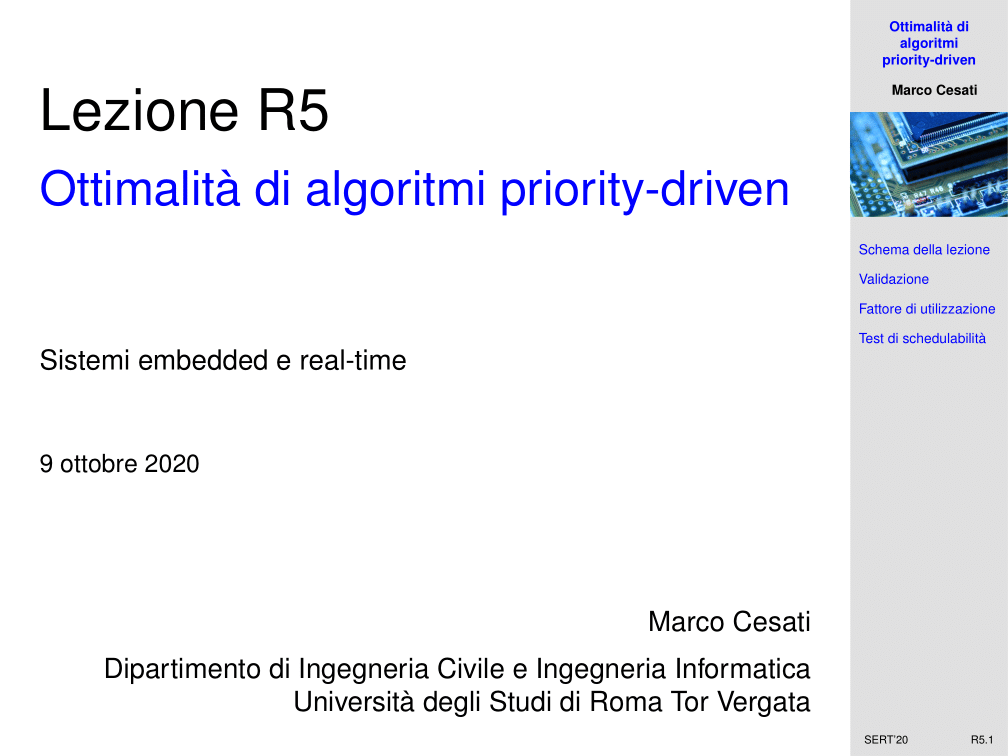 Lezione R5
Ottimalità di algoritmi priority-driven
Sistemi embedded e real-time
9 ottobre 2020
Marco Cesati
Dipartimento di Ingegneria Civile e Ingegneria Informatica
Università degli Studi di Roma Tor Vergata
Ottimalità di
algoritmi
priority-driven
Marco Cesati
R47 R48
Schema della lezione
Validazione
Fattore di utilizzazione
Test di schedulabilità
SERT'20 R5.1